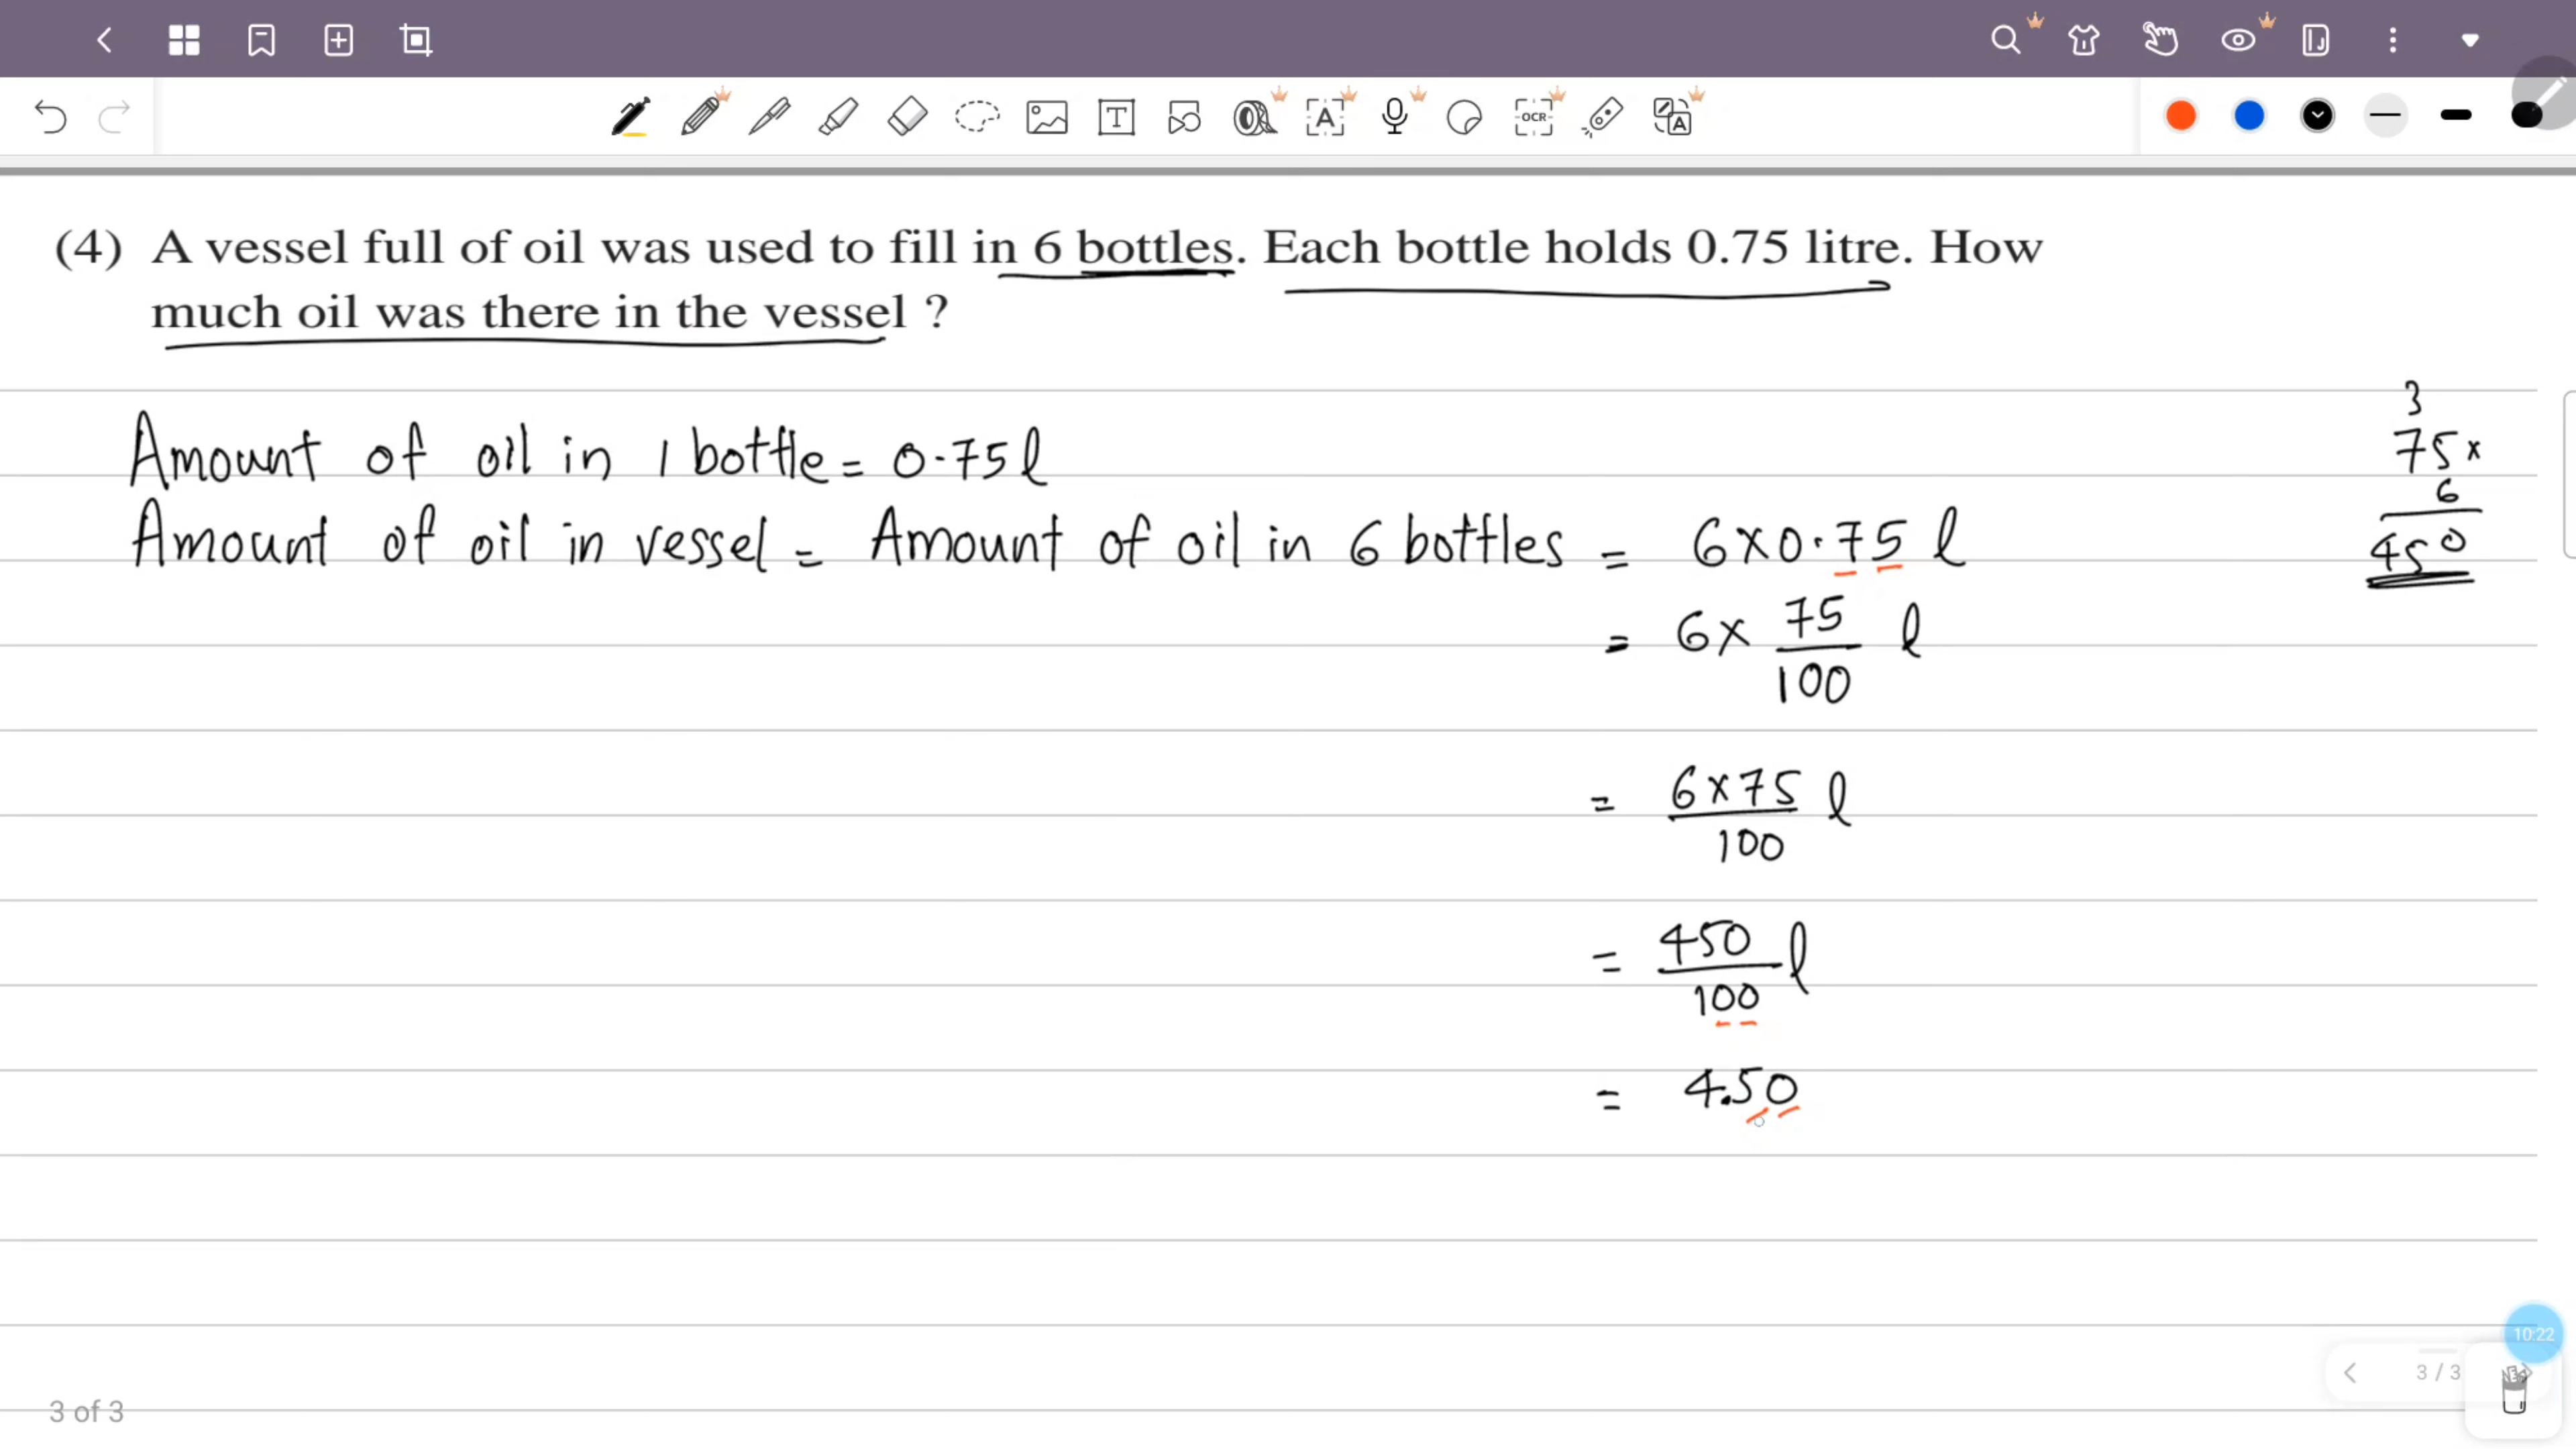 (4) A vessel full of oil was used to fill in 6 bottles. Each bottle holds 0.75 litre. How
much oil was there in the vessel ?
Amount of oil in 1 bottle = 0.75 l
Amount of oil in vessel = Amount of oil in 6 bottles = 6 × 0.75 l
= 6 × 75/100 l
= 6×75/100 l
= 450/100 l
= 4.50
3
75 ×
6
450
OCR
10:22
3 / 3
3 of 3